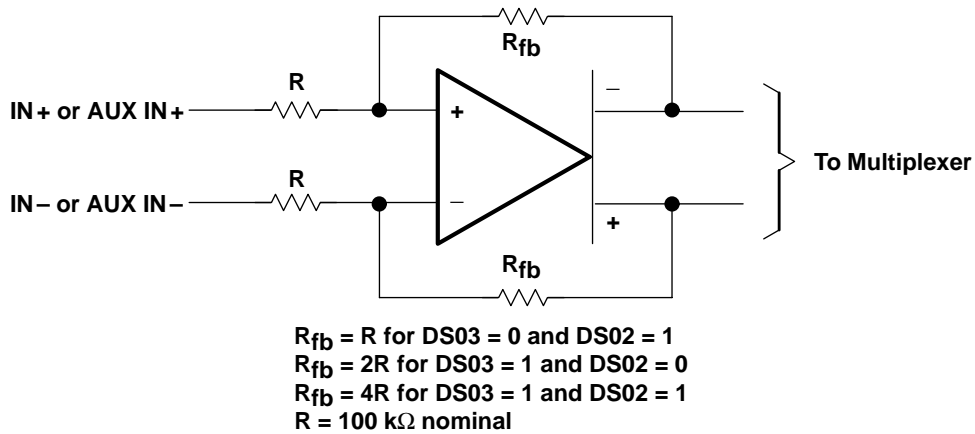 Rfb
R
IN+ or AUX IN+
+
−
To Multiplexer
R
IN− or AUX IN−
−
+
Rfb
Rfb = R for DS03 = 0 and DS02 = 1
Rfb = 2R for DS03 = 1 and DS02 = 0
Rfb = 4R for DS03 = 1 and DS02 = 1
R = 100 kΩ nominal